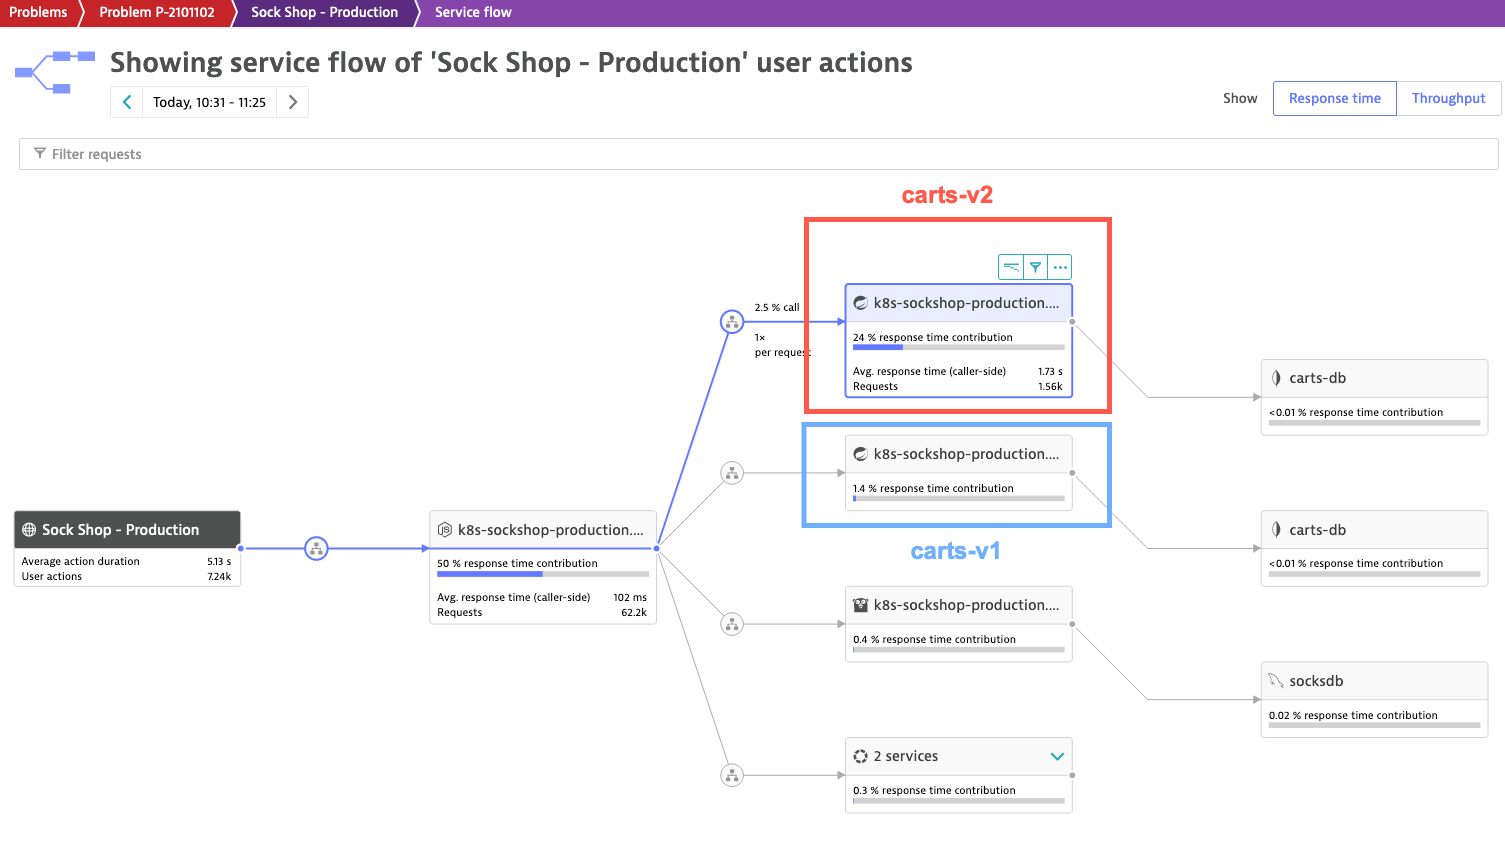 Problems
Problem P-2101102
Sock Shop - Production
Service flow
Showing service flow of 'Sock Shop - Production' user actions
Today, 10:31 - 11:25
Show
Response time
Throughput
Filter requests
carts-v2
2.5 % call
1×
per request
k8s-sockshop-production....
24 % response time contribution
Avg. response time (caller-side) 1.73 s
Requests 1.56k
carts-db
<0.01 % response time contribution
k8s-sockshop-production....
1.4 % response time contribution
carts-v1
Sock Shop - Production
Average action duration 5.13 s
User actions 7.24k
k8s-sockshop-production....
50 % response time contribution
Avg. response time (caller-side) 102 ms
Requests 62.2k
carts-db
<0.01 % response time contribution
k8s-sockshop-production....
0.4 % response time contribution
socksdb
0.02 % response time contribution
2 services
0.3 % response time contribution